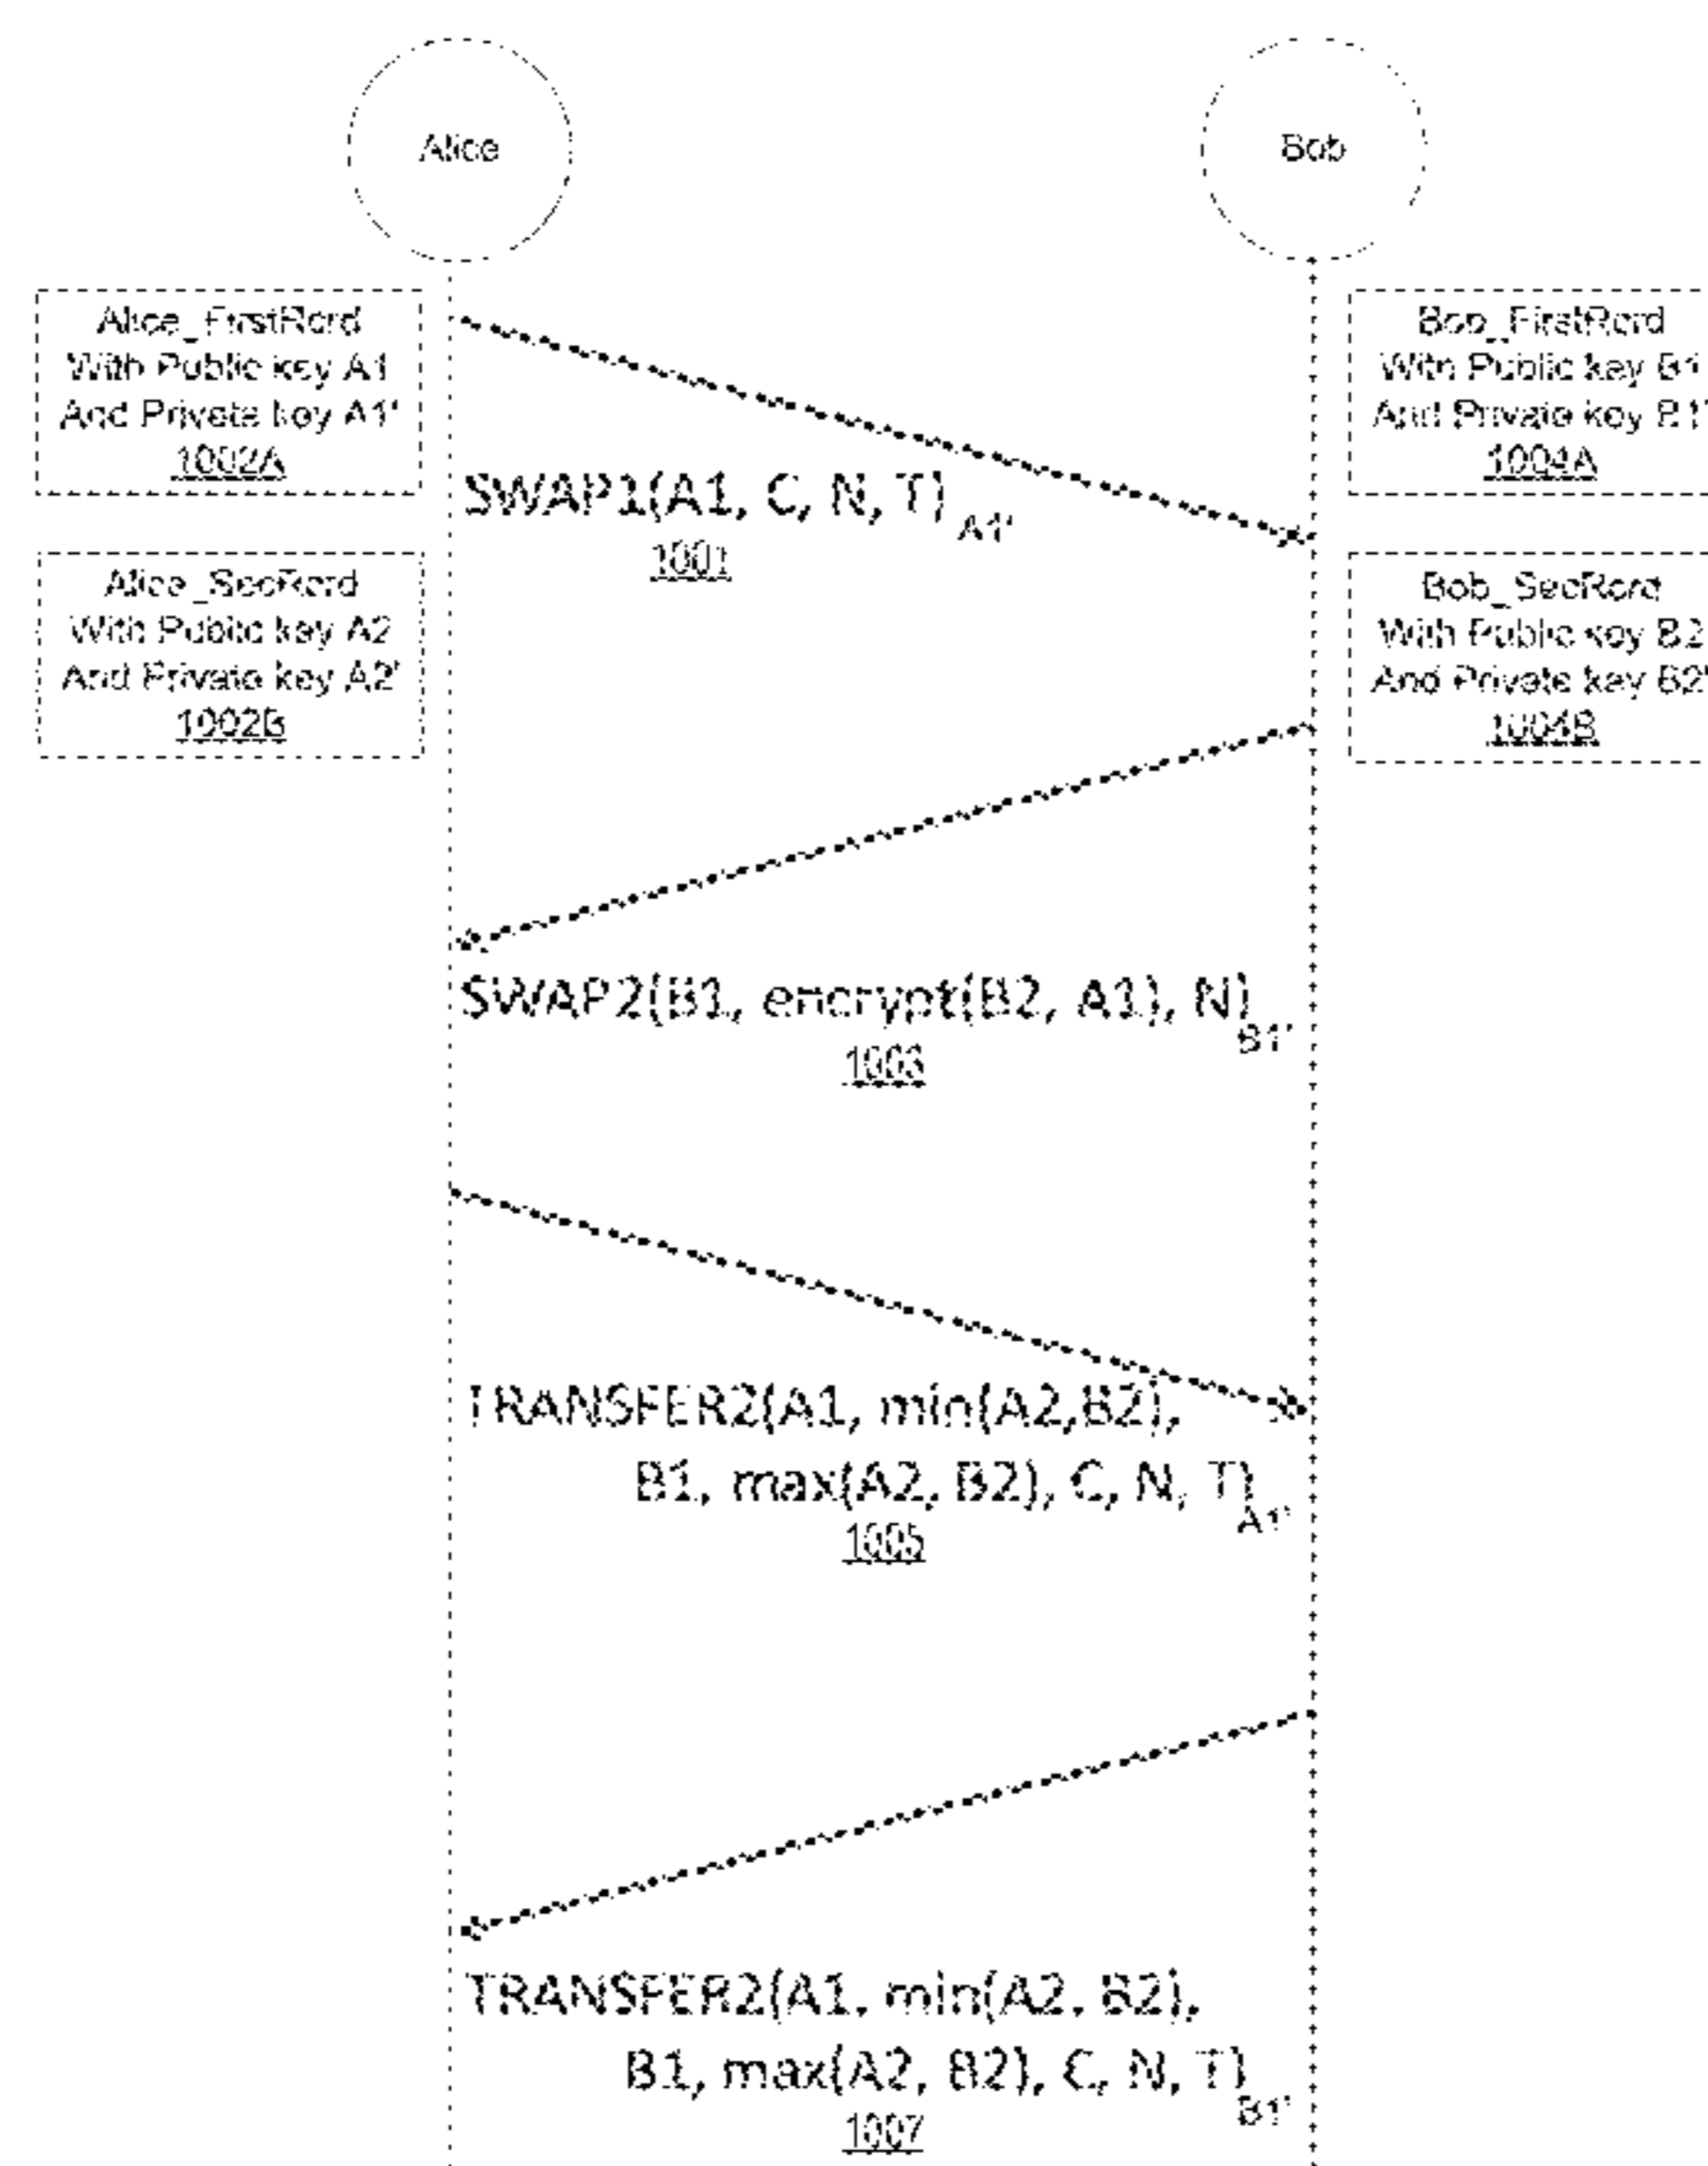 Alice
Bob
Alice_FirstRcrd
With Public key A1
And Private key A1'
1002A
Bob_FirstRcrd
With Public key B1
And Private key B1'
1004A
SWAP1(A1, C, N, T) A1'
1001
Alice_SecRcrd
With Public key A2
And Private key A2'
1002B
Bob_SecRcrd
With Public key B2
And Private key B2'
1004B
SWAP2(B1, encrypt(B2, A1), N) B1'
1003
TRANSFER2(A1, min(A2,B2),
B1, max(A2, B2), C, N, T) A1'
1005
TRANSFER2(A1, min(A2, B2),
B1, max(A2, B2), C, N, T) B1'
1007